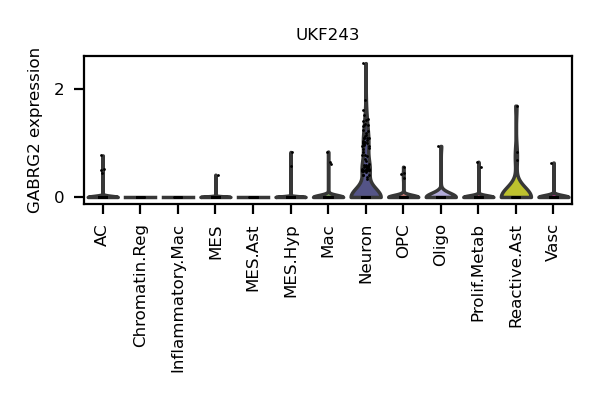 UKF243
GABRG2 expression
2
0
AC
Chromatin.Reg
Inflammatory.Mac
MES
MES.Ast
MES.Hyp
Mac
Neuron
OPC
Oligo
Prolif.Metab
Reactive.Ast
Vasc